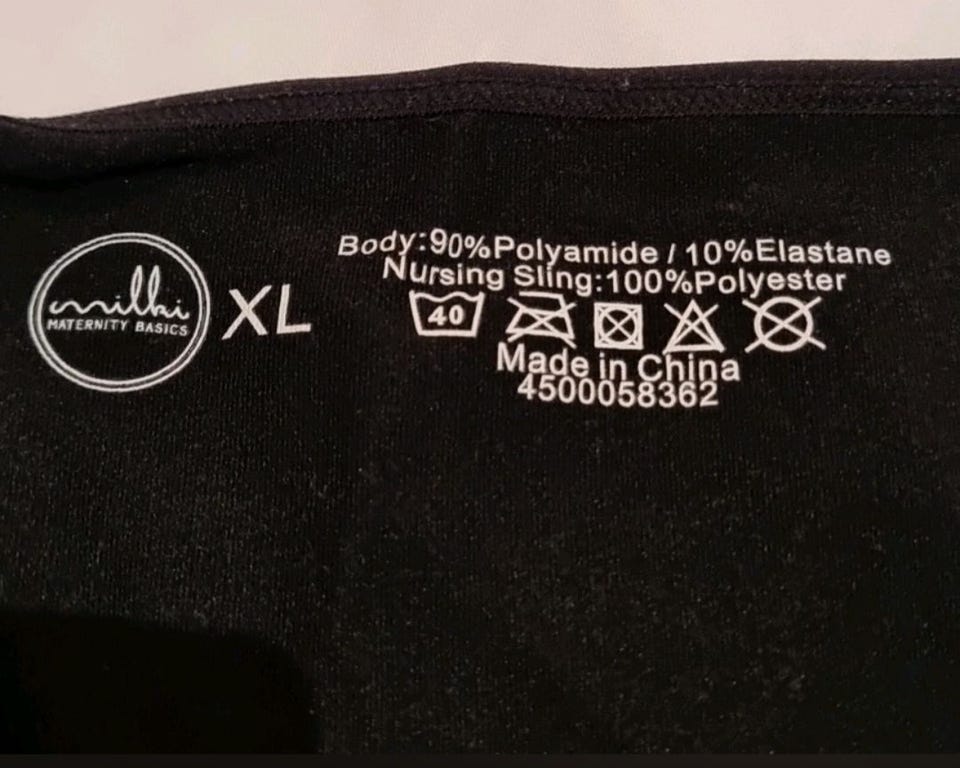 milki
MATERNITY BASICS
XL
Body:90%Polyamide / 10%Elastane
Nursing Sling:100%Polyester
40
Made in China
4500058362